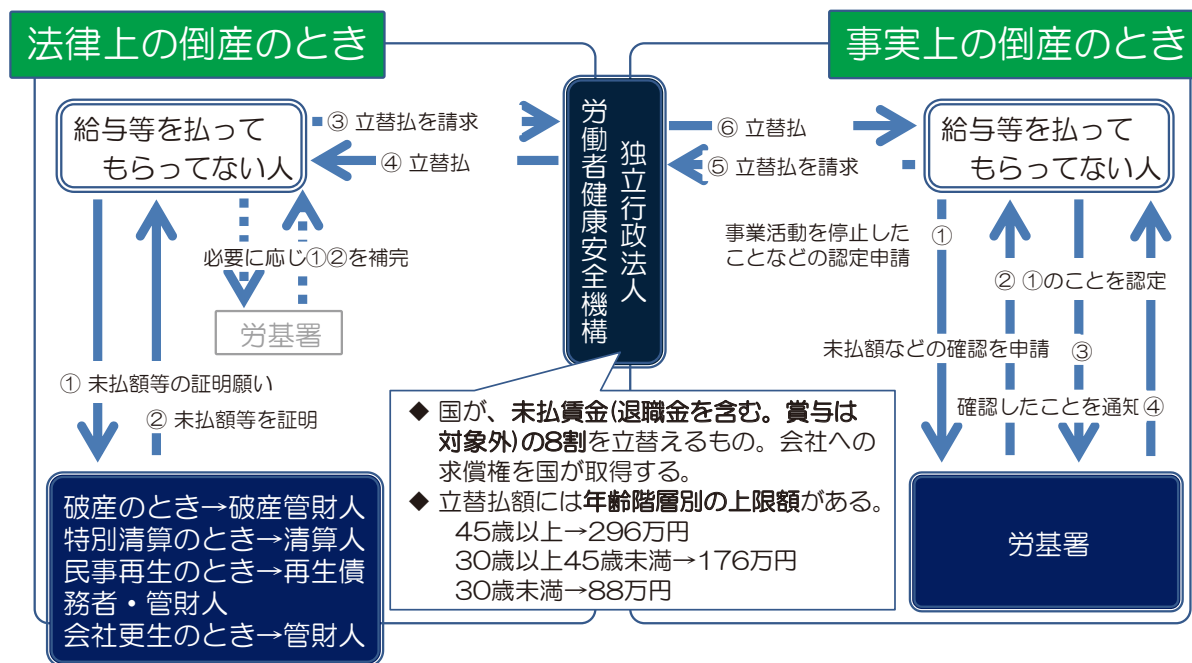 法律上の倒産のとき
事実上の倒産のとき
給与等を払って
もらってない人
③ 立替払を請求
④ 立替払
必要に応じ①②を補完
労基署
① 未払額等の証明願い
② 未払額等を証明
破産のとき→破産管財人
特別清算のとき→清算人
民事再生のとき→再生債
務者・管財人
会社更生のとき→管財人
独立行政法人
労働者健康安全機構
⑥ 立替払
⑤ 立替払を請求
給与等を払って
もらってない人
事業活動を停止した ①
ことなどの認定申請
② ①のことを認定
未払額などの確認を申請 ③
確認したことを通知 ④
労基署
◆ 国が、未払賃金(退職金を含む。賞与は
対象外)の8割を立替えるもの。会社への
求償権を国が取得する。
◆ 立替払額には年齢階層別の上限額がある。
45歳以上→296万円
30歳以上45歳未満→176万円
30歳未満→88万円